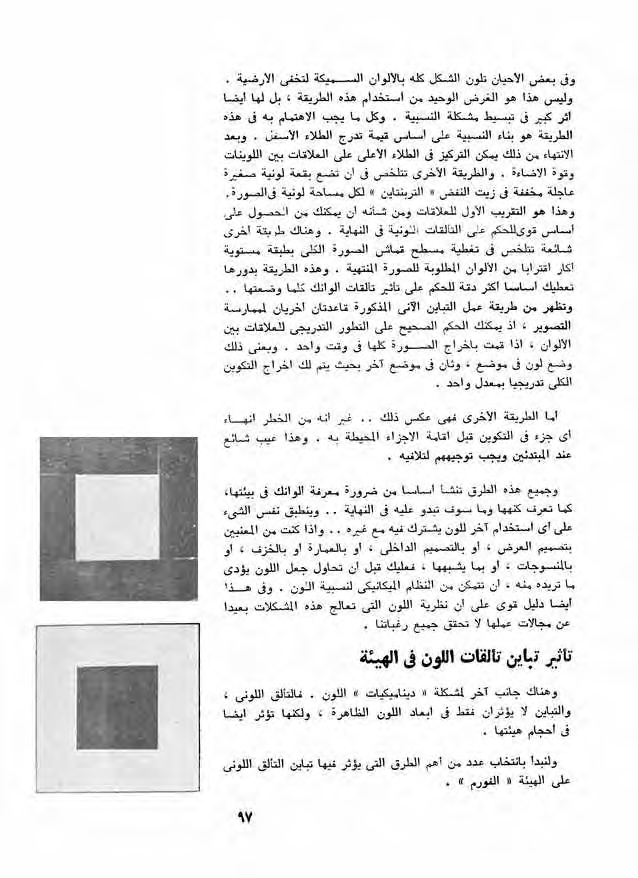 وفى بعض الاحيان نلون الشكل كله بالالوان السميكة لتخفى الارضية .
وليس هذا هو الغرض الوحيد من استخدام هذه الطريقة ، بل لها ايضا
اثر كبير فى تبسيط مشكلة النسبية . وكل ما يجب الاهتمام به فى هذه
الطريقة هو بناء النسبية على اساس قيمة تدرج الطلاء الاسفل . وبعد
الانتهاء من ذلك يمكن التركيز فى الطلاء الاعلى على العلاقات بين اللوينات
وقوة الاضاءة . والطريقة الاخرى تتلخص فى ان نضع بقعة لونية صغيرة
عاجلة مخففة فى زيت النفض « التربنتاين » لكل مساحة لونية فى الصورة .
وهذا هو التقريب الاول للعلاقات ومن شأنه ان يمكنك من الحصول على
اساس قوى للحكم على التآلفات اللونية فى النهاية . وهناك طريقة اخرى
شائعة تتلخص فى تغطية مسطح قماش الصورة الكلى بطبقة مستوية
اكثر اقترابا من الالوان المطلوبة للصورة المنتهية . وهذه الطريقة بدورها
تعطيك اساسا اكثر دقة للحكم على تأثير تآلفات الوانك كلما وضعتها . .
وتظهر من طريقة عمل التباين الآنى المذكورة قاعدتان اخريان لممارسة
التصوير ، اذ يمكنك الحكم الصحيح على التطور التدريجى للعلاقات بين
الالوان ، اذا قمت باخراج الصورة كلها فى وقت واحد . ويعنى ذلك
وضع لون فى موضع ، وثان فى موضع آخر بحيث يتم لك اخراج التكوين
الكلى تدريجيا بمعدل واحد .
اما الطريقة الاخرى فهى عكس ذلك . . غير انه من الخطر انهاء
اى جزء فى التكوين قبل اقامة الاجزاء المحيطة به . وهذا عيب شائع
عند المبتدئين ويجب توجيههم لتلافيه .
وجميع هذه الطرق تنشأ اساسا من ضرورة معرفة الوانك فى بيئتها،
كما تعرف كنهها وما سوف تبدو عليه فى النهاية . . وينطبق نفس الشىء
على اى استخدام آخر للون يشترك فيه مع غيره . . واذا كنت من المعنيين
بتصميم العرض ، او بالتصميم الداخلى ، او بالعمارة او بالخزف ، او
بالمنسوجات ، او بما يشبهها ، فعليك قبل ان تحاول جعل اللون يؤدى
ما تريده منه ، ان تتمكن من النظام الميكانيكى لنسبية اللون . وفى هذا
ايضا دليل قوى على ان نظرية اللون التى تعالج هذه المشكلات بعيدا
عن مجالات عملها لا تحقق جميع رغباتنا .
تاثير تباين تآلفات اللون فى الهيئة
وهناك جانب آخر لمشكلة « ديناميكيات » اللون . فالتآلف اللونى ،
والتباين لا يؤثران فقط فى ابعاد اللون الظاهرة ، ولكنها تؤثر ايضا
فى احجام هيئتها .
ولنبدأ بانتخاب عدد من اهم الطرق التى يؤثر فيها تباين التآلف اللونى
على الهيئة « الفورم » .
٩٧